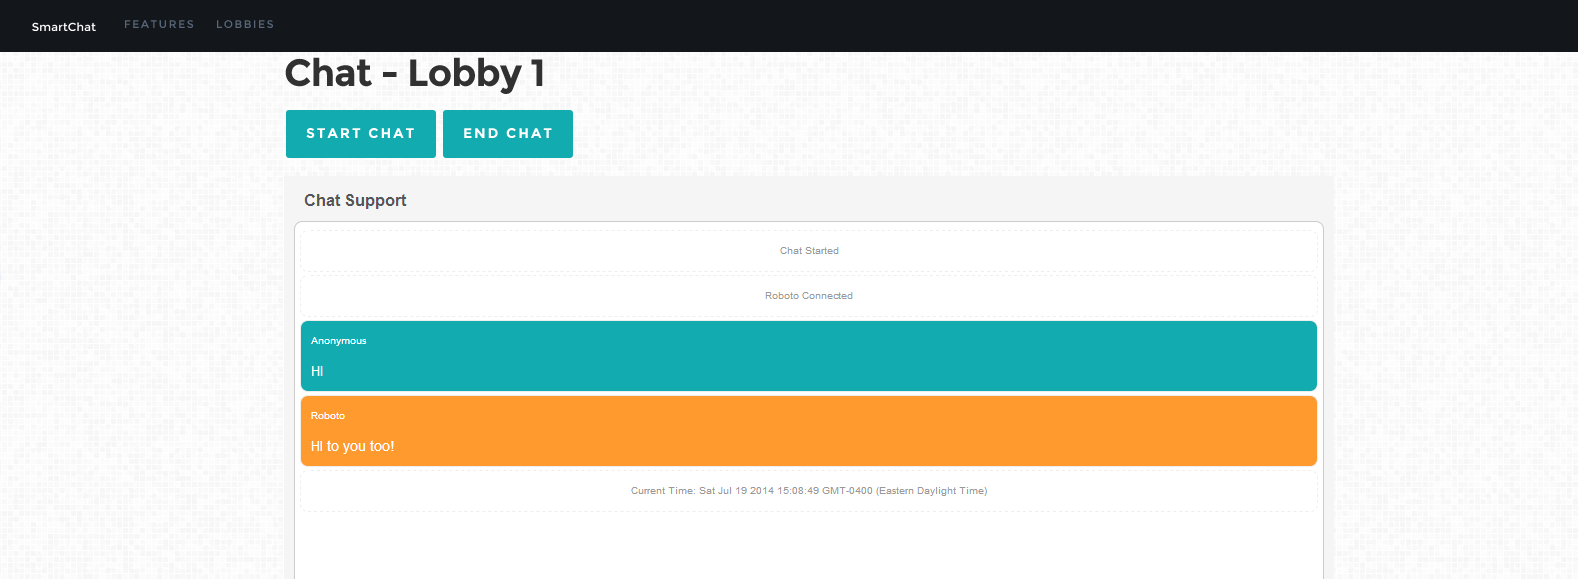 SmartChat FEATURES LOBBIES
Chat - Lobby 1
START CHAT END CHAT
Chat Support
Chat Started
Roboto Connected
Anonymous
HI
Roboto
HI to you too!
Current Time: Sat Jul 19 2014 15:08:49 GMT-0400 (Eastern Daylight Time)